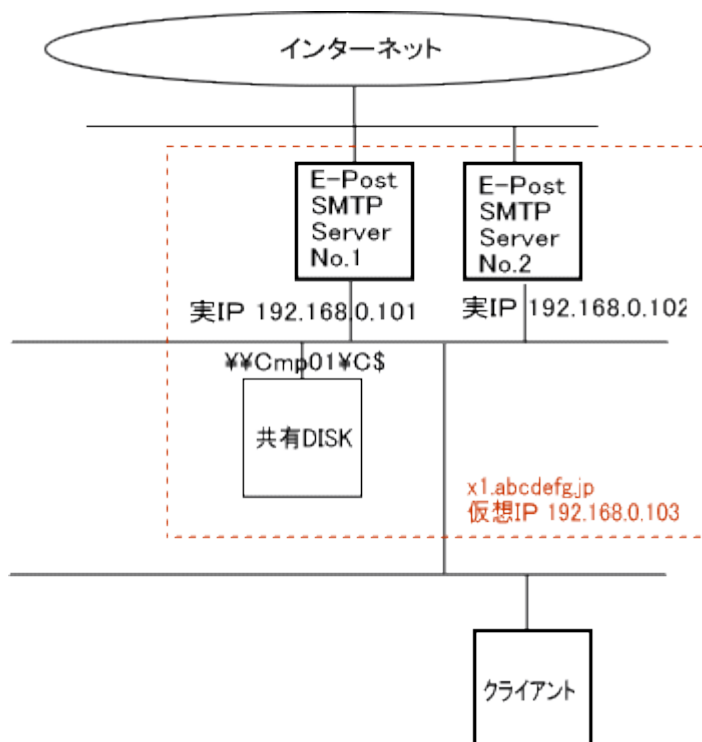 インターネット
E-Post
SMTP
Server
No.1
E-Post
SMTP
Server
No.2
実IP 192.168.0.101
実IP 192.168.0.102
¥¥Cmp01¥C$
共有DISK
x1.abcdefg.jp
仮想IP 192.168.0.103
クライアント